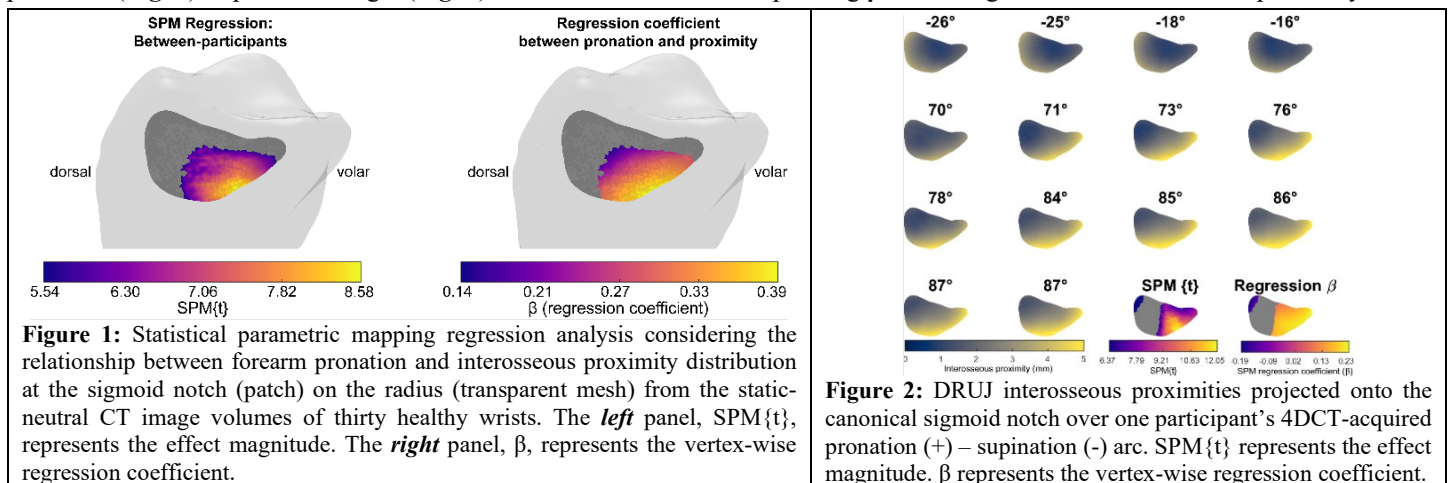 SPM Regression:
Between-participants
Regression coefficient
between pronation and proximity
dorsal
volar
dorsal
volar
5.54 6.30 7.06 7.82 8.58
SPM{t}
0.14 0.21 0.27 0.33 0.39
β (regression coefficient)
Figure 1: Statistical parametric mapping regression analysis considering the
relationship between forearm pronation and interosseous proximity distribution
at the sigmoid notch (patch) on the radius (transparent mesh) from the static-
neutral CT image volumes of thirty healthy wrists. The left panel, SPM{t},
represents the effect magnitude. The right panel, β, represents the vertex-wise
regression coefficient.
-26° -25° -18° -16°
70° 71° 73° 76°
78° 84° 85° 86°
87° 87° SPM {t} Regression β
0 1 2 3 4 5
Interosseous proximity (mm)
6.37 7.79 9.21 10.63 12.05
SPM{t}
-0.19 -0.09 0.02 0.13 0.23
SPM regression coefficient (β)
Figure 2: DRUJ interosseous proximities projected onto the
canonical sigmoid notch over one participant's 4DCT-acquired
pronation (+) – supination (-) arc. SPM{t} represents the effect
magnitude. β represents the vertex-wise regression coefficient.